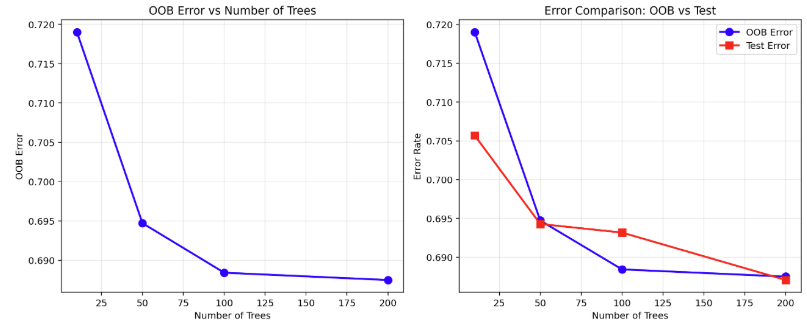 OOB Error vs Number of Trees
0.720
0.715
0.710
0.705
0.700
0.695
0.690
OOB Error
25 50 75 100 125 150 175 200
Number of Trees
Error Comparison: OOB vs Test
OOB Error
Test Error
0.720
0.715
0.710
0.705
0.700
0.695
0.690
Error Rate
25 50 75 100 125 150 175 200
Number of Trees